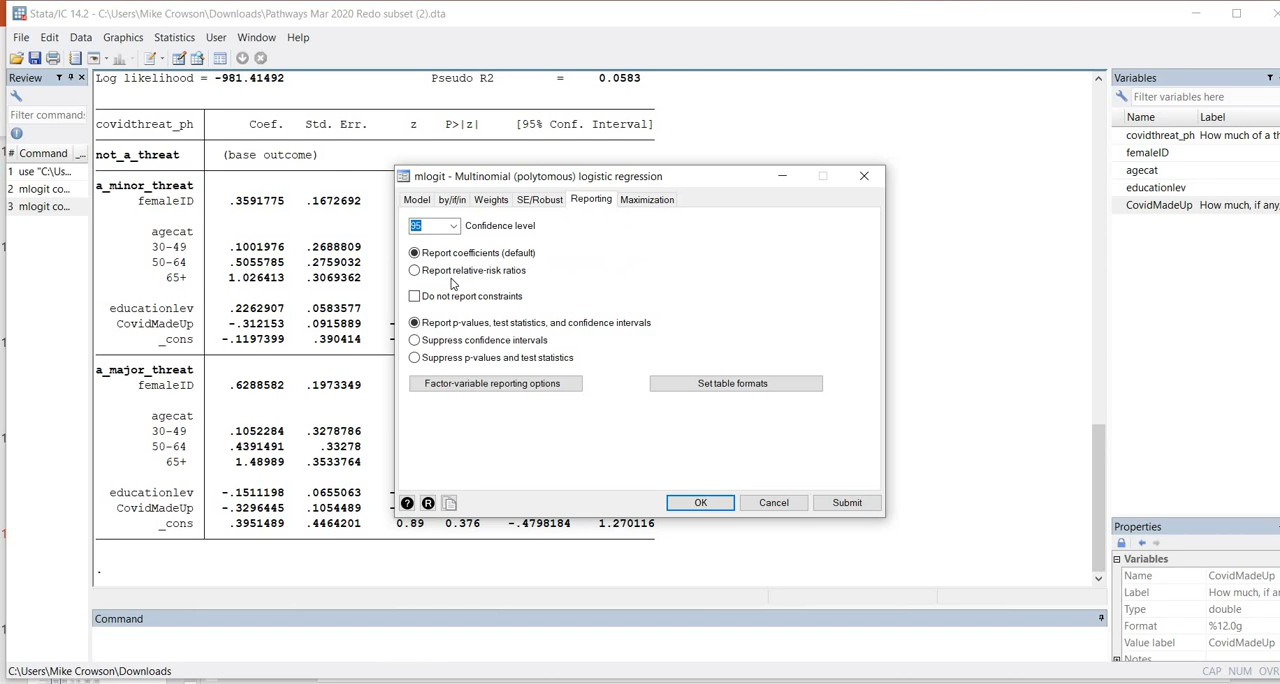 Stata/IC 14.2 - C:\Users\Mike Crowson\Downloads\Pathways Mar 2020 Redo subset (2).dta
File Edit Data Graphics Statistics User Window Help
Review
Filter commands
# Command
1 use "C:\Us...
2 mlogit co...
3 mlogit co...
Log likelihood = -981.41492 Pseudo R2 = 0.0583
covidthreat_ph Coef. Std. Err. z P>|z| [95% Conf. Interval]
not_a_threat (base outcome)
a_minor_threat
femaleID .3591775 .1672692
agecat
30-49 .1001976 .2688809
50-64 .5055785 .2759032
65+ 1.026413 .3069362
educationlev .2262907 .0583577
CovidMadeUp -.312153 .0915889
_cons -.1197399 .390414
a_major_threat
femaleID .6288582 .1973349
agecat
30-49 .1052284 .3278786
50-64 .4391491 .33278
65+ 1.48989 .3533764
educationlev -.1511198 .0655063
CovidMadeUp -.3296445 .1054489
_cons .3951489 .4464201 0.89 0.376 -.4798184 1.270116
.
mlogit - Multinomial (polytomous) logistic regression
Model by/if/in Weights SE/Robust Reporting Maximization
95 Confidence level
Report coefficients (default)
Report relative-risk ratios
Do not report constraints
Report p-values, test statistics, and confidence intervals
Suppress confidence intervals
Suppress p-values and test statistics
Factor-variable reporting options Set table formats
OK Cancel Submit
Command
Variables
Filter variables here
Name Label
covidthreat_ph How much of a th
femaleID
agecat
educationlev
CovidMadeUp How much, if any,
Properties
Variables
Name CovidMadeUp
Label How much, if an
Type double
Format %12.0g
Value label CovidMadeUp
Notes
C:\Users\Mike Crowson\Downloads
CAP NUM OVR